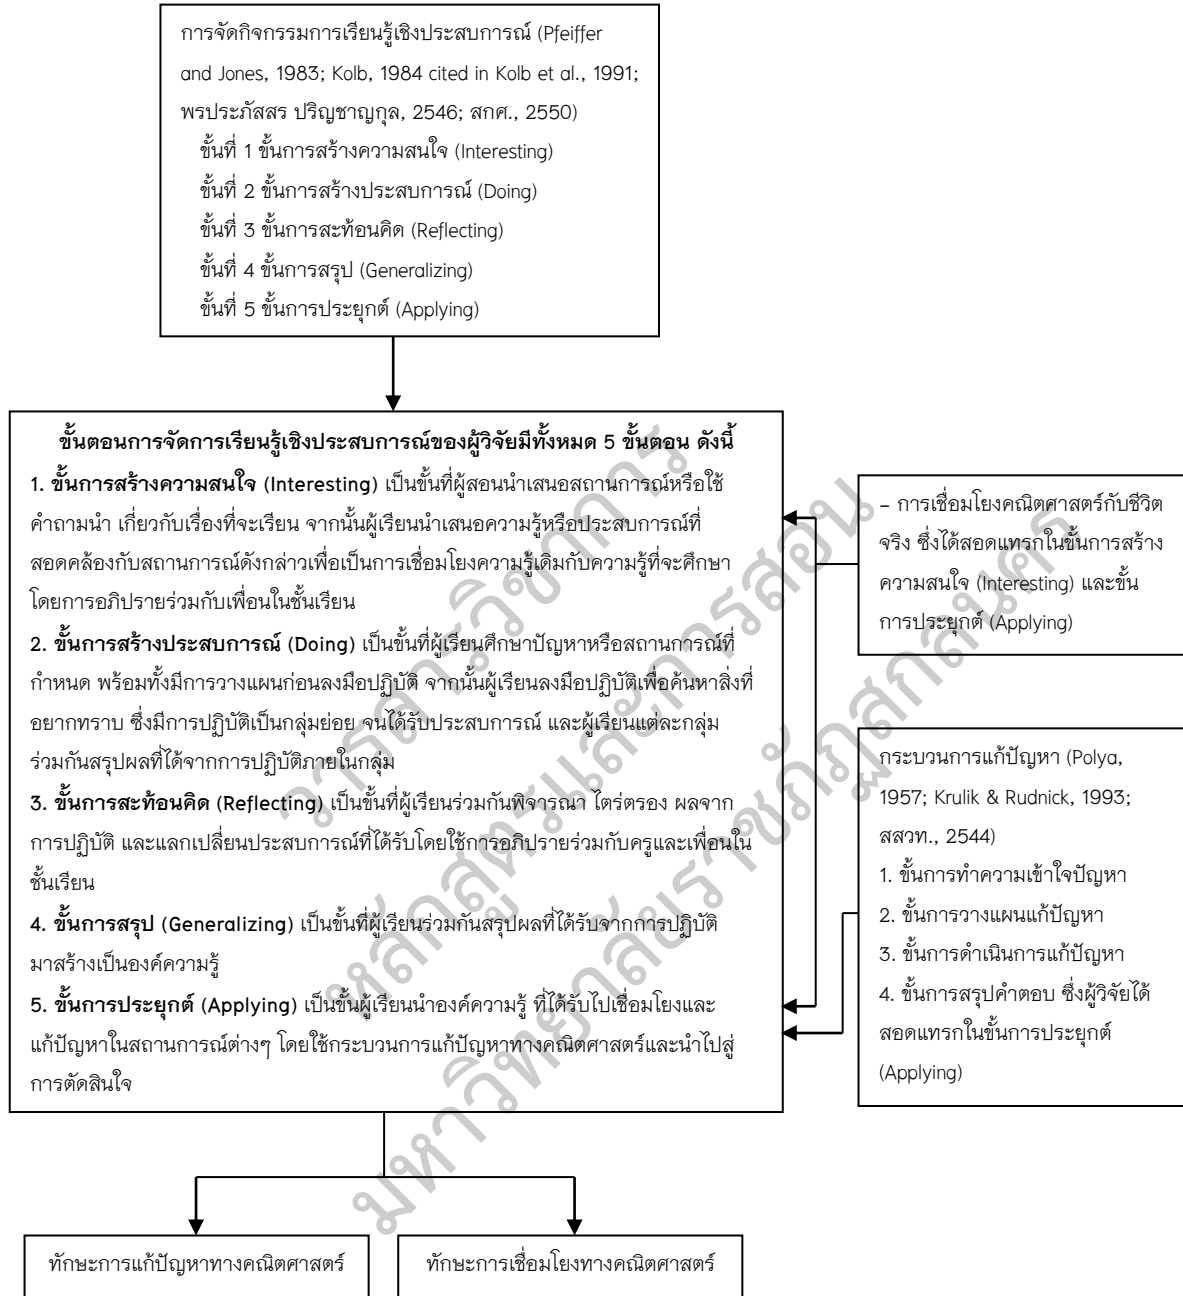 การจัดกิจกรรมการเรียนรู้เชิงประสบการณ์ (Pfeiffer
and Jones, 1983; Kolb, 1984 cited in Kolb et al., 1991;
พรประภัสสร ปริญชาญกุล, 2546; สกศ., 2550)
ขั้นที่ 1 ขั้นการสร้างความสนใจ (Interesting)
ขั้นที่ 2 ขั้นการสร้างประสบการณ์ (Doing)
ขั้นที่ 3 ขั้นการสะท้อนคิด (Reflecting)
ขั้นที่ 4 ขั้นการสรุป (Generalizing)
ขั้นที่ 5 ขั้นการประยุกต์ (Applying)
ขั้นตอนการจัดการเรียนรู้เชิงประสบการณ์ของผู้วิจัยมีทั้งหมด 5 ขั้นตอน ดังนี้
1. ขั้นการสร้างความสนใจ (Interesting) เป็นขั้นที่ผู้สอนนำเสนอสถานการณ์หรือใช้
คำถามนำ เกี่ยวกับเรื่องที่จะเรียน จากนั้นผู้เรียนนำเสนอความรู้หรือประสบการณ์ที่
สอดคล้องกับสถานการณ์ดังกล่าวเพื่อเป็นการเชื่อมโยงความรู้เดิมกับความรู้ที่จะศึกษา
โดยการอภิปรายร่วมกับเพื่อนในชั้นเรียน
2. ขั้นการสร้างประสบการณ์ (Doing) เป็นขั้นที่ผู้เรียนศึกษาปัญหาหรือสถานการณ์ที่
กำหนด พร้อมทั้งมีการวางแผนก่อนลงมือปฏิบัติ จากนั้นผู้เรียนลงมือปฏิบัติเพื่อค้นหาสิ่งที่
อยากทราบ ซึ่งมีการปฏิบัติเป็นกลุ่มย่อย จนได้รับประสบการณ์ และผู้เรียนแต่ละกลุ่ม
ร่วมกันสรุปผลที่ได้จากการปฏิบัติภายในกลุ่ม
3. ขั้นการสะท้อนคิด (Reflecting) เป็นขั้นที่ผู้เรียนร่วมกันพิจารณา ไตร่ตรอง ผลจาก
การปฏิบัติ และแลกเปลี่ยนประสบการณ์ที่ได้รับโดยใช้การอภิปรายร่วมกับครูและเพื่อนใน
ชั้นเรียน
4. ขั้นการสรุป (Generalizing) เป็นขั้นที่ผู้เรียนร่วมกันสรุปผลที่ได้รับจากการปฏิบัติ
มาสร้างเป็นองค์ความรู้
5. ขั้นการประยุกต์ (Applying) เป็นขั้นผู้เรียนนำองค์ความรู้ ที่ได้รับไปเชื่อมโยงและ
แก้ปัญหาในสถานการณ์ต่างๆ โดยใช้กระบวนการแก้ปัญหาทางคณิตศาสตร์และนำไปสู่
การตัดสินใจ
– การเชื่อมโยงคณิตศาสตร์กับชีวิต
จริง ซึ่งได้สอดแทรกในขั้นการสร้าง
ความสนใจ (Interesting) และขั้น
การประยุกต์ (Applying)
กระบวนการแก้ปัญหา (Polya,
1957; Krulik & Rudnick, 1993;
สสวท., 2544)
1. ขั้นการทำความเข้าใจปัญหา
2. ขั้นการวางแผนแก้ปัญหา
3. ขั้นการดำเนินการแก้ปัญหา
4. ขั้นการสรุปคำตอบ ซึ่งผู้วิจัยได้
สอดแทรกในขั้นการประยุกต์
(Applying)
ทักษะการแก้ปัญหาทางคณิตศาสตร์
ทักษะการเชื่อมโยงทางคณิตศาสตร์
วารสารวิชาการ
หลักสูตรและการสอน
มหาวิทยาลัยราชภัฏสกลนคร